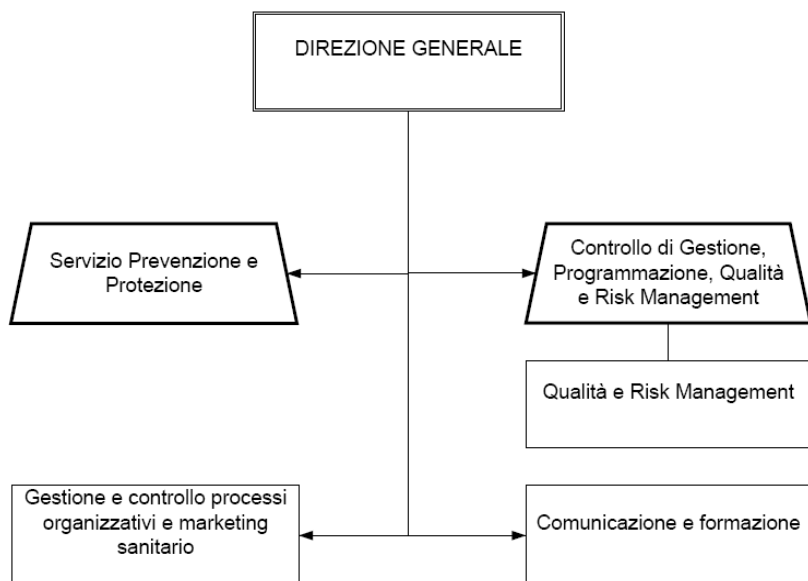 DIREZIONE GENERALE
Servizio Prevenzione e
Protezione
Controllo di Gestione,
Programmazione, Qualità
e Risk Management
Qualità e Risk Management
Gestione e controllo processi
organizzativi e marketing
sanitario
Comunicazione e formazione